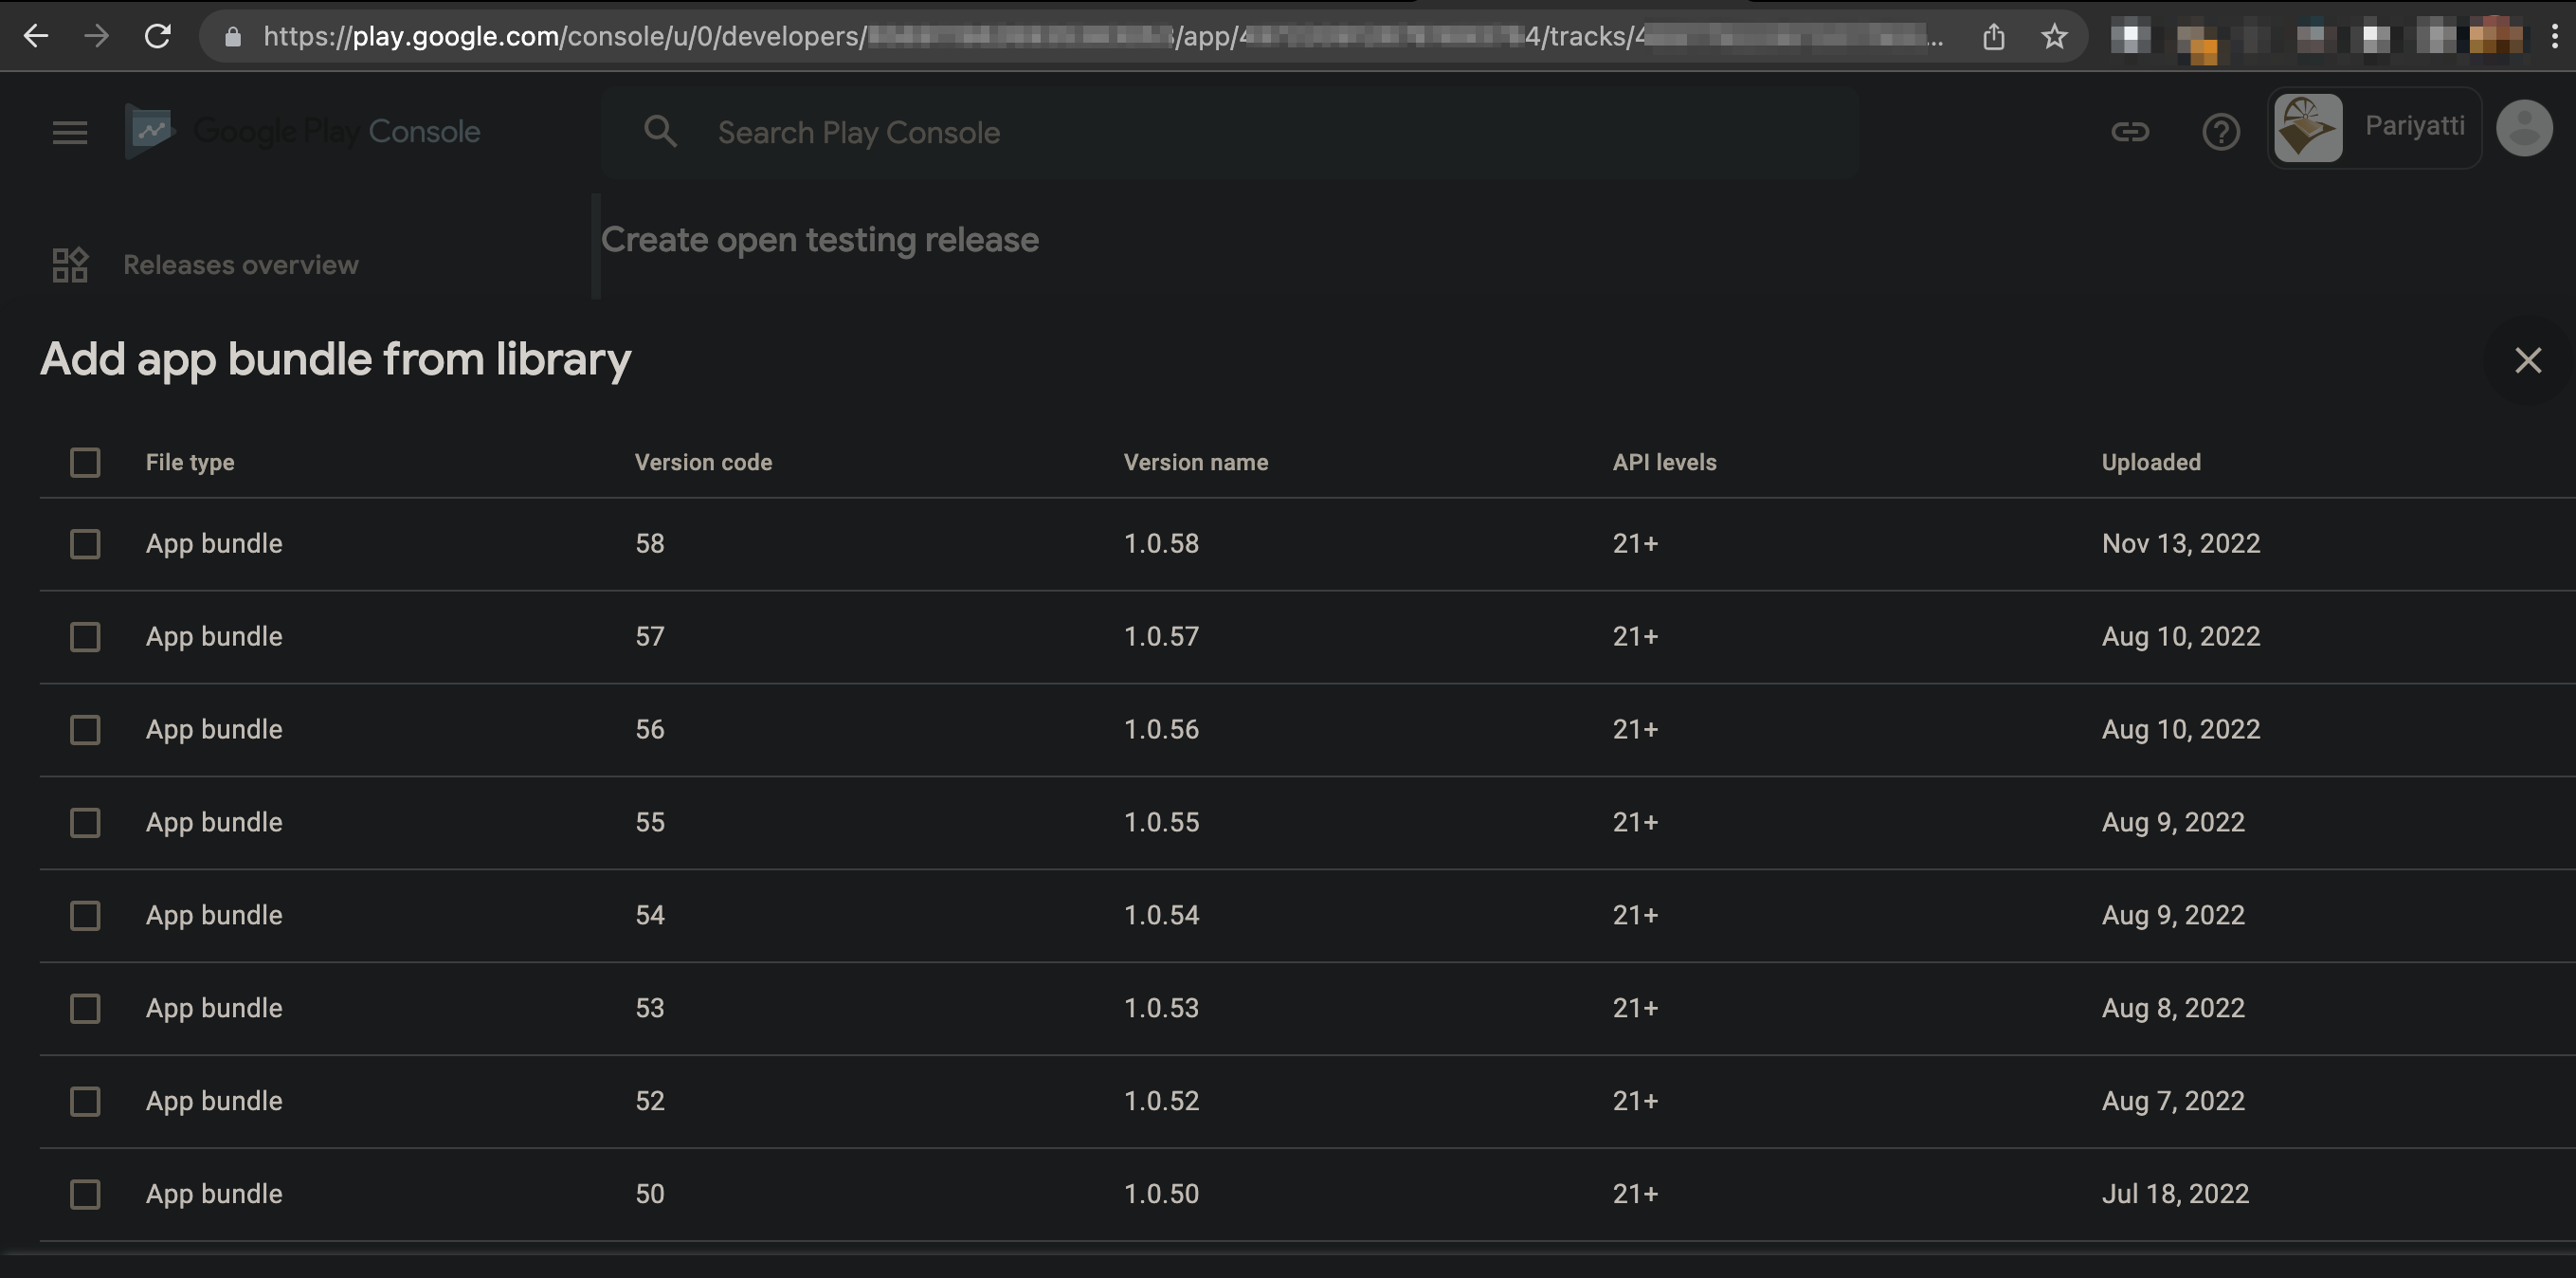 https://play.google.com/console/u/0/developers/ /app/4 4/tracks/4 ...
Google Play Console
Search Play Console
Pariyatti
Releases overview
Create open testing release
Add app bundle from library
File type Version code Version name API levels Uploaded
App bundle 58 1.0.58 21+ Nov 13, 2022
App bundle 57 1.0.57 21+ Aug 10, 2022
App bundle 56 1.0.56 21+ Aug 10, 2022
App bundle 55 1.0.55 21+ Aug 9, 2022
App bundle 54 1.0.54 21+ Aug 9, 2022
App bundle 53 1.0.53 21+ Aug 8, 2022
App bundle 52 1.0.52 21+ Aug 7, 2022
App bundle 50 1.0.50 21+ Jul 18, 2022